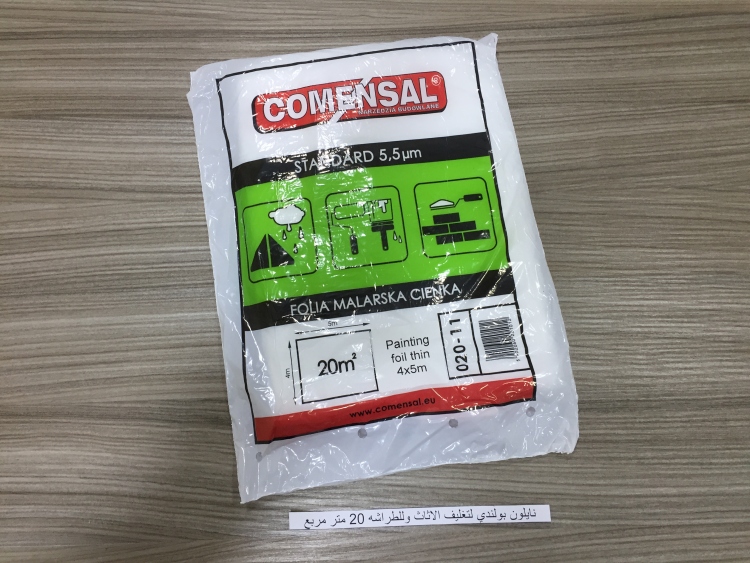 COMENSAL®
NARZĘDZIA BUDOWLANE
STANDARD 5,5µm
FOLIA MALARSKA CIENKA
5m
4m
20m²
Painting
foil thin
4x5m
020-11
www.comensal.eu
نايلون بولندي لتغليف الاثاث وللطراشه 20 متر مربع